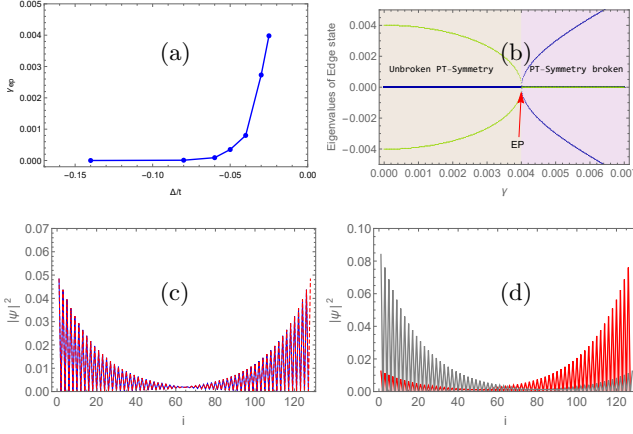 0.005
0.004
0.003
0.002
0.001
0.000
γep
(a)
−0.15
−0.10
−0.05
0.00
Δ/t
0.004
0.002
0.000
−0.002
−0.004
Eigenvalues of Edge state
(b)
Unbroken PT-Symmetry
PT-Symmetry broken
EP
0.000 0.001 0.002 0.003 0.004 0.005 0.006 0.007
γ
0.07
0.06
0.05
0.04
0.03
0.02
0.01
0.00
|ψ|²
(c)
0 20 40 60 80 100 120
i
0.10
0.08
0.06
0.04
0.02
0.00
|ψ|²
(d)
0 20 40 60 80 100 120
i